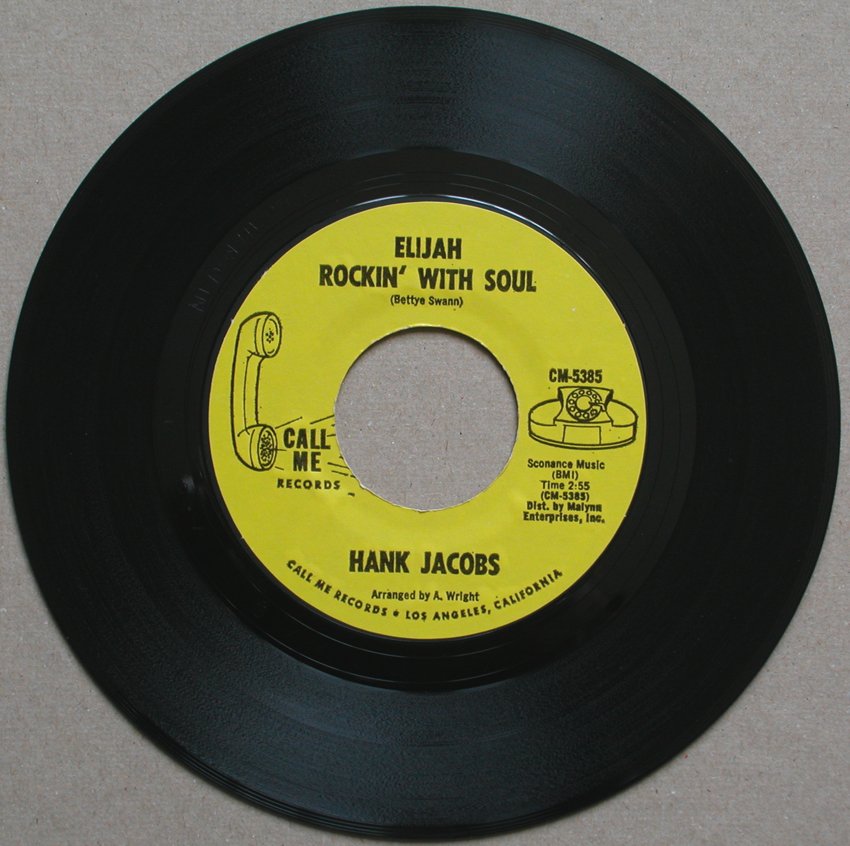 ELIJAH
ROCKIN' WITH SOUL
(Bettye Swann)
CM-5385
CALL
ME
RECORDS
Sconance Music
(BMI)
Time 2:55
(CM-5385)
Dist. by Malynn
Enterprises, Inc.
HANK JACOBS
Arranged by A. Wright
CALL ME RECORDS * LOS ANGELES, CALIFORNIA